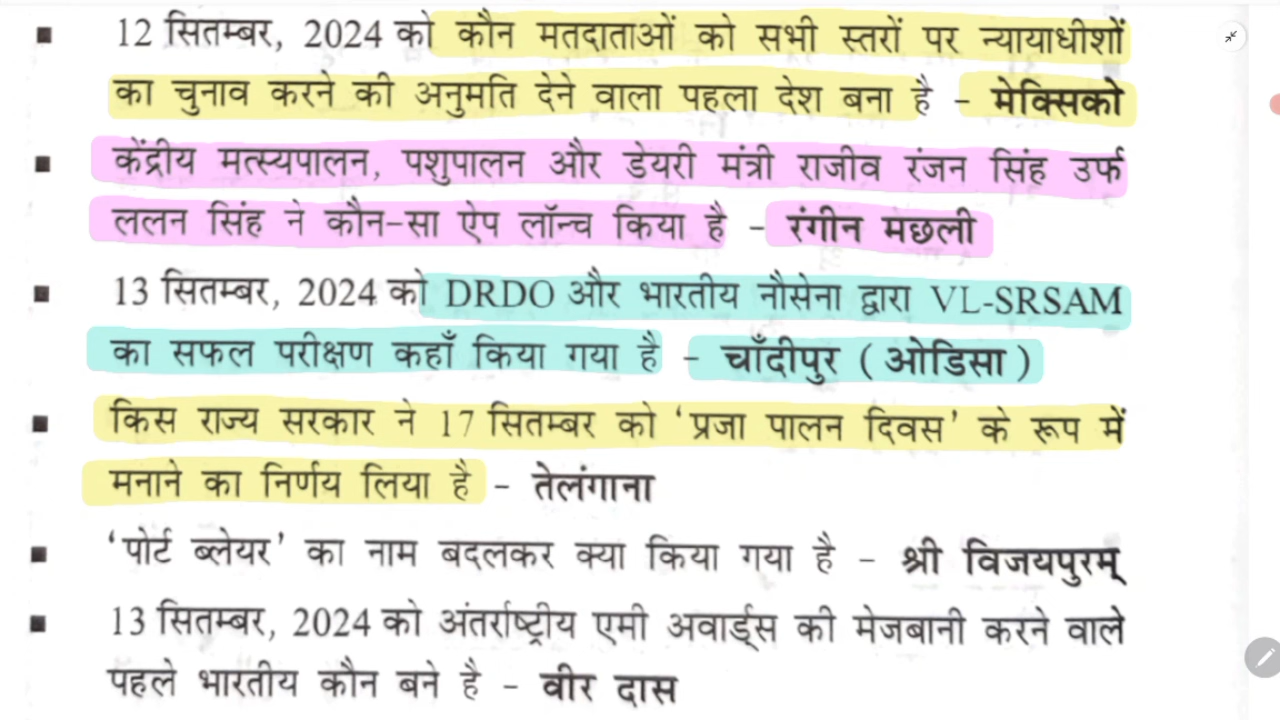 ▪ 12 सितम्बर, 2024 को कौन मतदाताओं को सभी स्तरों पर न्यायाधीशों
का चुनाव करने की अनुमति देने वाला पहला देश बना है - मेक्सिको
▪ केंद्रीय मत्स्यपालन, पशुपालन और डेयरी मंत्री राजीव रंजन सिंह उर्फ
ललन सिंह ने कौन-सा ऐप लॉन्च किया है - रंगीन मछली
▪ 13 सितम्बर, 2024 को DRDO और भारतीय नौसेना द्वारा VL-SRSAM
का सफल परीक्षण कहाँ किया गया है - चाँदीपुर ( ओडिसा )
▪ किस राज्य सरकार ने 17 सितम्बर को ‘प्रजा पालन दिवस’ के रूप में
मनाने का निर्णय लिया है - तेलंगाना
▪ ‘पोर्ट ब्लेयर’ का नाम बदलकर क्या किया गया है - श्री विजयपुरम्
▪ 13 सितम्बर, 2024 को अंतर्राष्ट्रीय एमी अवार्ड्स की मेजबानी करने वाले
पहले भारतीय कौन बने है - वीर दास